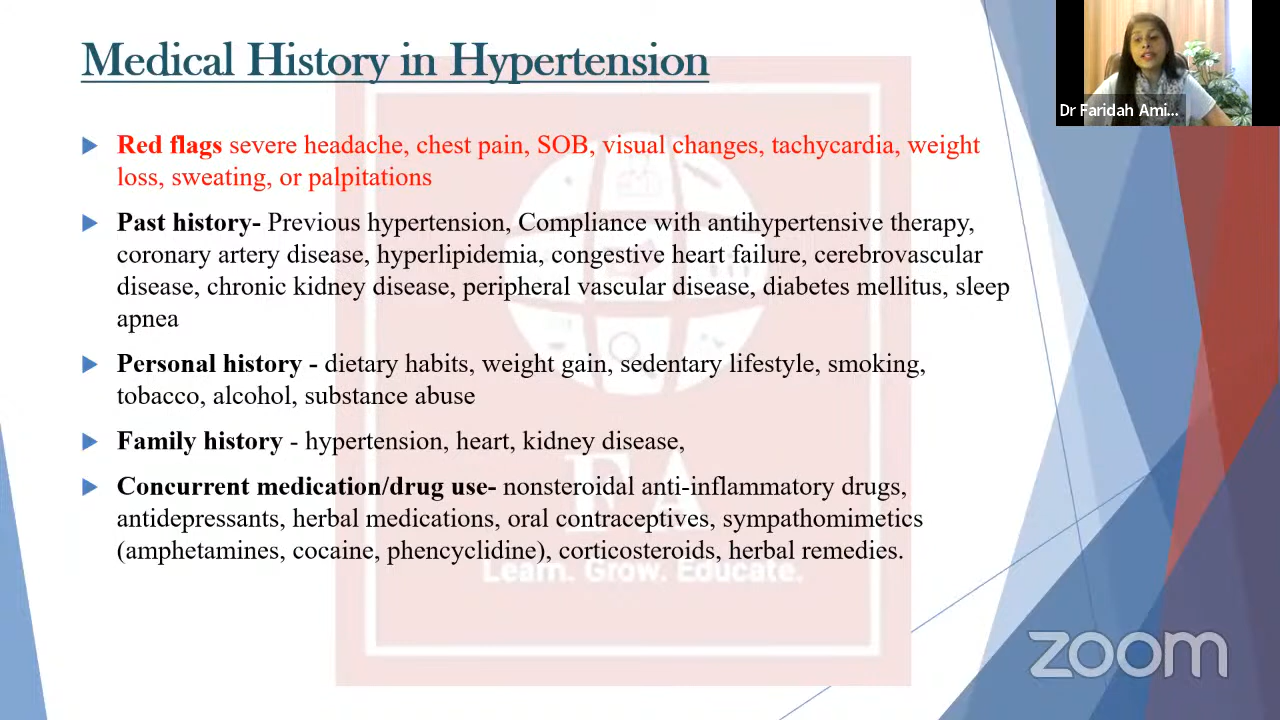 Medical History in Hypertension
Dr Faridah Ami...
Red flags severe headache, chest pain, SOB, visual changes, tachycardia, weight
loss, sweating, or palpitations
Past history- Previous hypertension, Compliance with antihypertensive therapy,
coronary artery disease, hyperlipidemia, congestive heart failure, cerebrovascular
disease, chronic kidney disease, peripheral vascular disease, diabetes mellitus, sleep
apnea
Personal history - dietary habits, weight gain, sedentary lifestyle, smoking,
tobacco, alcohol, substance abuse
Family history - hypertension, heart, kidney disease,
Concurrent medication/drug use- nonsteroidal anti-inflammatory drugs,
antidepressants, herbal medications, oral contraceptives, sympathomimetics
(amphetamines, cocaine, phencyclidine), corticosteroids, herbal remedies.
FA
Learn. Grow. Educate.
zoom